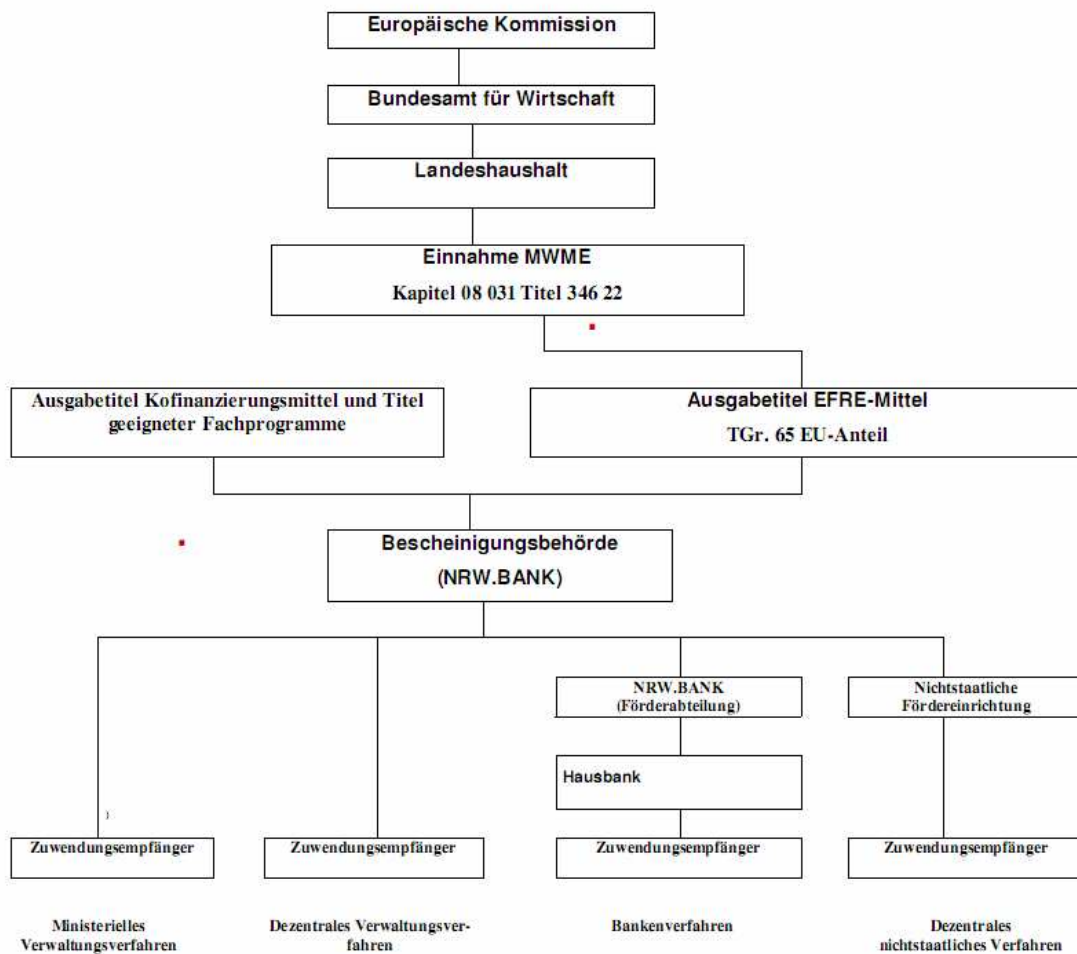 Europäische Kommission
Bundesamt für Wirtschaft
Landeshaushalt
Einnahme MWME
Kapitel 08 031 Titel 346 22
Ausgabetitel Kofinanzierungsmittel und Titel
geeigneter Fachprogramme
Ausgabetitel EFRE-Mittel
TGr. 65 EU-Anteil
Bescheinigungsbehörde
(NRW.BANK)
NRW.BANK
(Förderabteilung)
Nichtstaatliche
Fördereinrichtung
Hausbank
)
Zuwendungsempfänger
Zuwendungsempfänger
Zuwendungsempfänger
Zuwendungsempfänger
Ministerielles
Verwaltungsverfahren
Dezentrales Verwaltungsver-
fahren
Bankenverfahren
Dezentrales
nichtstaatliches Verfahren